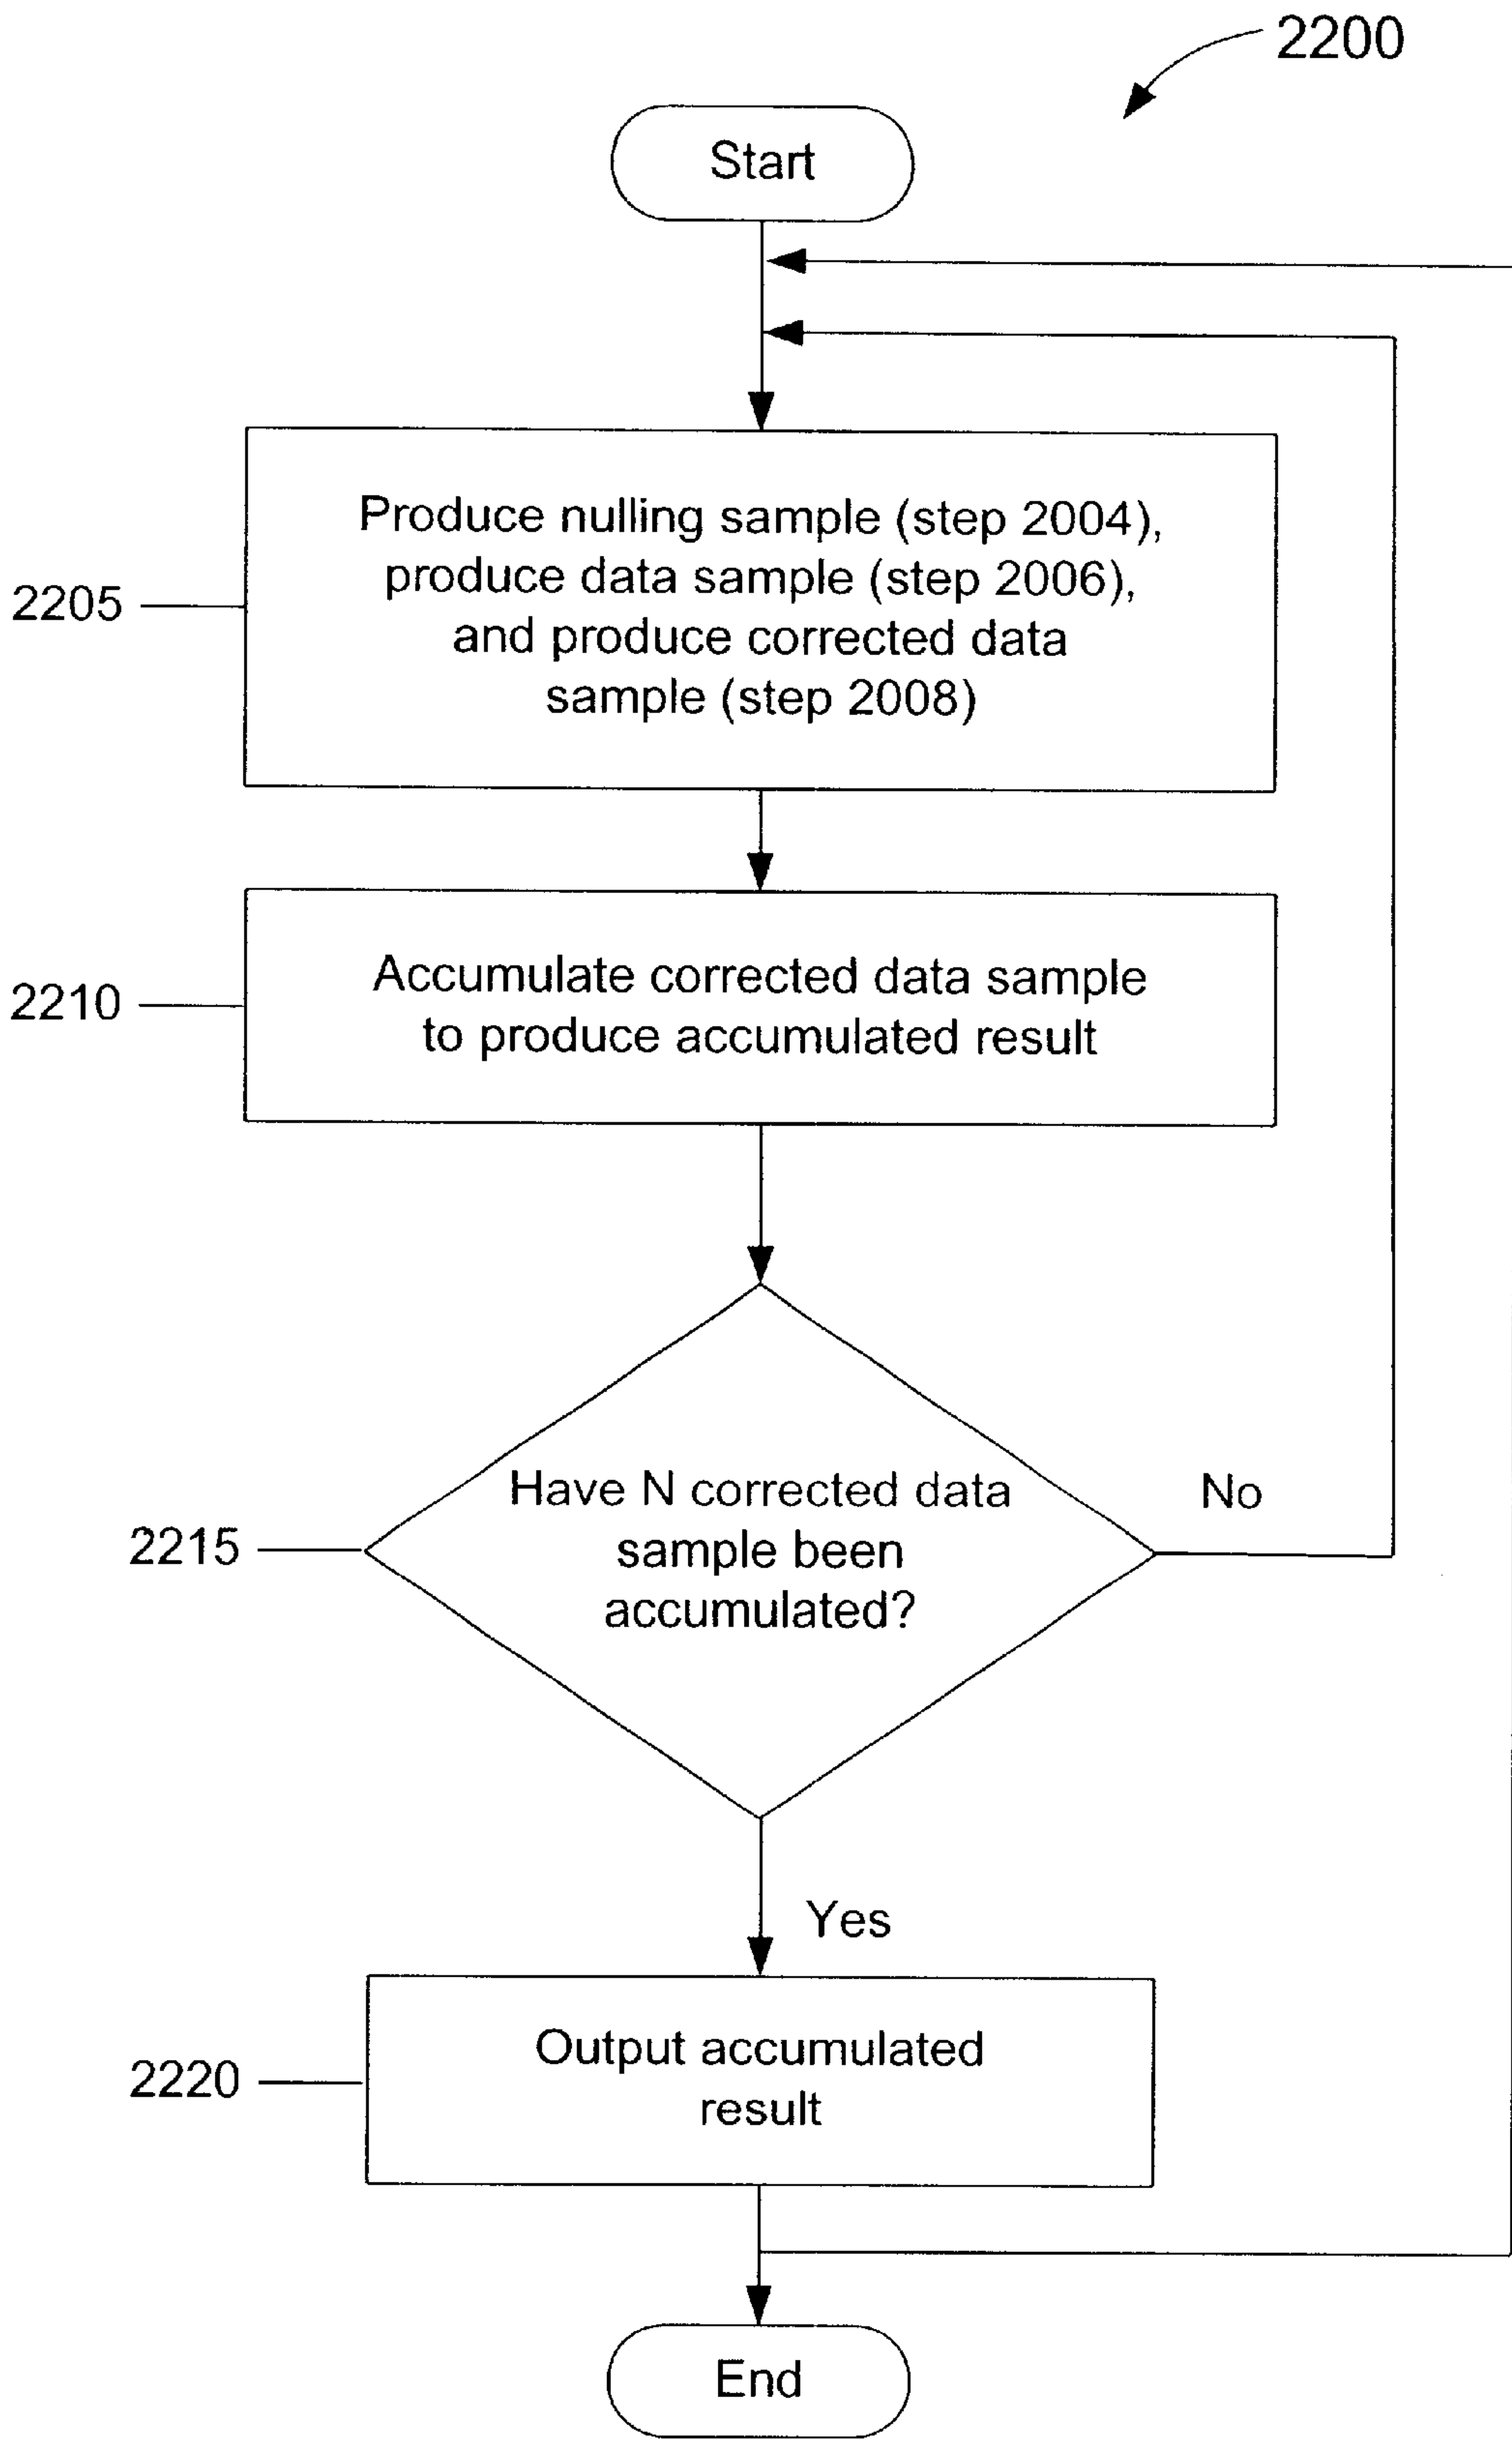 2200
Start
2205
Produce nulling sample (step 2004),
produce data sample (step 2006),
and produce corrected data
sample (step 2008)
2210
Accumulate corrected data sample
to produce accumulated result
2215
Have N corrected data
sample been
accumulated?
No
Yes
2220
Output accumulated
result
End